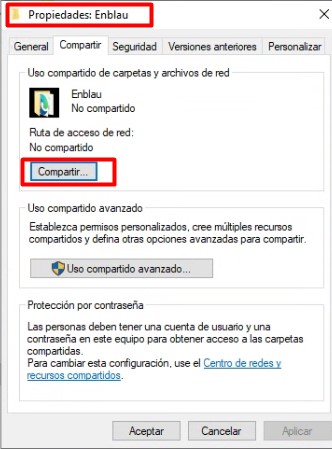 Propiedades: Enblau
General Compartir Seguridad Versiones anteriores Personalizar
Uso compartido de carpetas y archivos de red
Enblau
No compartido
Ruta de acceso de red:
No compartido
Compartir...
Uso compartido avanzado
Establezca permisos personalizados, cree múltiples recursos
compartidos y defina otras opciones avanzadas para compartir.
Uso compartido avanzado...
Protección por contraseña
Las personas deben tener una cuenta de usuario y una
contraseña en este equipo para obtener acceso a las carpetas
compartidas.
Para cambiar esta configuración, use el Centro de redes y
recursos compartidos.
Aceptar Cancelar Aplicar